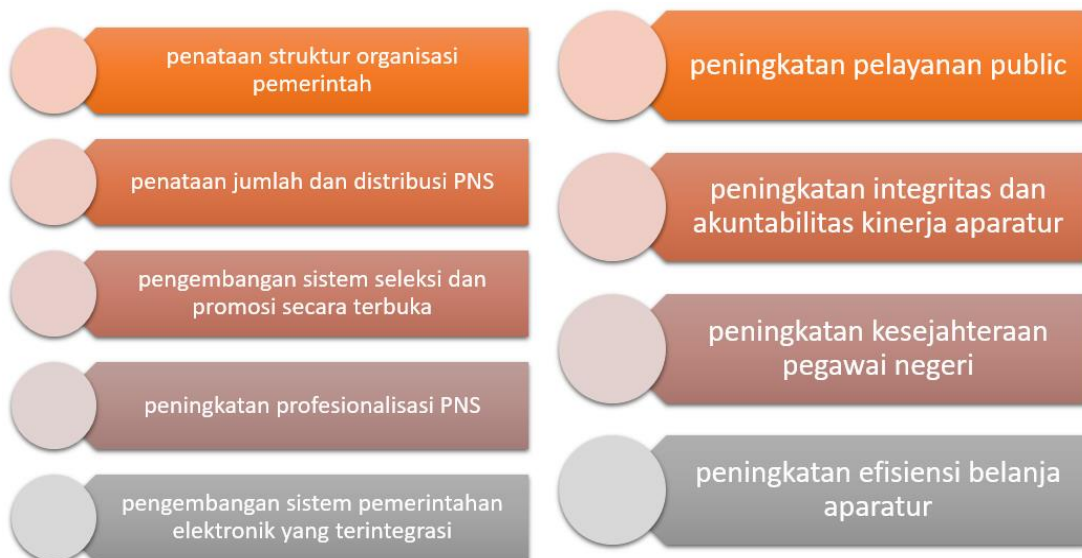 penataan struktur organisasi
pemerintah
penataan jumlah dan distribusi PNS
pengembangan sistem seleksi dan
promosi secara terbuka
peningkatan profesionalisasi PNS
pengembangan sistem pemerintahan
elektronik yang terintegrasi
peningkatan pelayanan public
peningkatan integritas dan
akuntabilitas kinerja aparatur
peningkatan kesejahteraan
pegawai negeri
peningkatan efisiensi belanja
aparatur